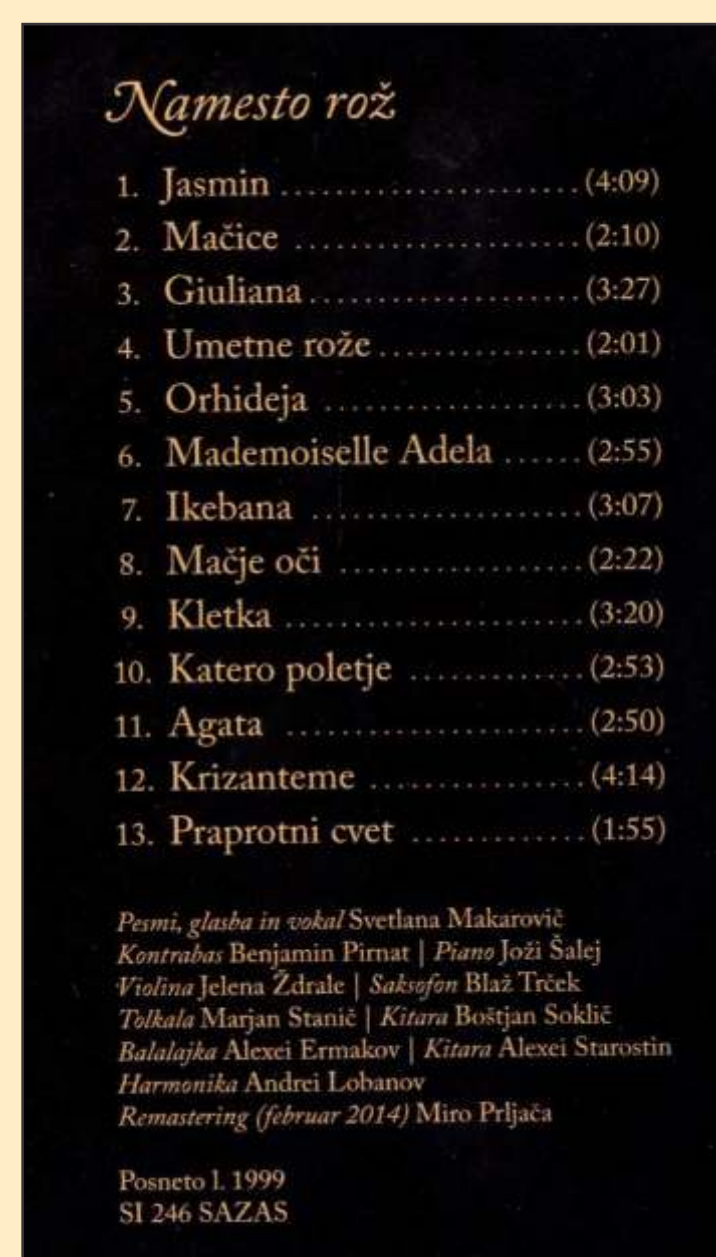 Namesto rož
1. Jasmin ...................... (4:09)
2. Mačice ..................... (2:10)
3. Giuliana .................... (3:27)
4. Umetne rože ............... (2:01)
5. Orhideja ................... (3:03)
6. Mademoiselle Adela ...... (2:55)
7. Ikebana .................... (3:07)
8. Mačje oči .................. (2:22)
9. Kletka ...................... (3:20)
10. Katero poletje ............. (2:53)
11. Agata ...................... (2:50)
12. Krizanteme ................ (4:14)
13. Praprotni cvet ............. (1:55)
Pesmi, glasba in vokal Svetlana Makarovič
Kontrabas Benjamin Pirnat | Piano Joži Šalej
Violina Jelena Ždrale | Saksofon Blaž Trček
Tolkala Marjan Stanič | Kitara Boštjan Soklič
Balalajka Alexei Ermakov | Kitara Alexei Starostin
Harmonika Andrei Lobanov
Remastering (februar 2014) Miro Prljača
Posneto l. 1999
SI 246 SAZAS